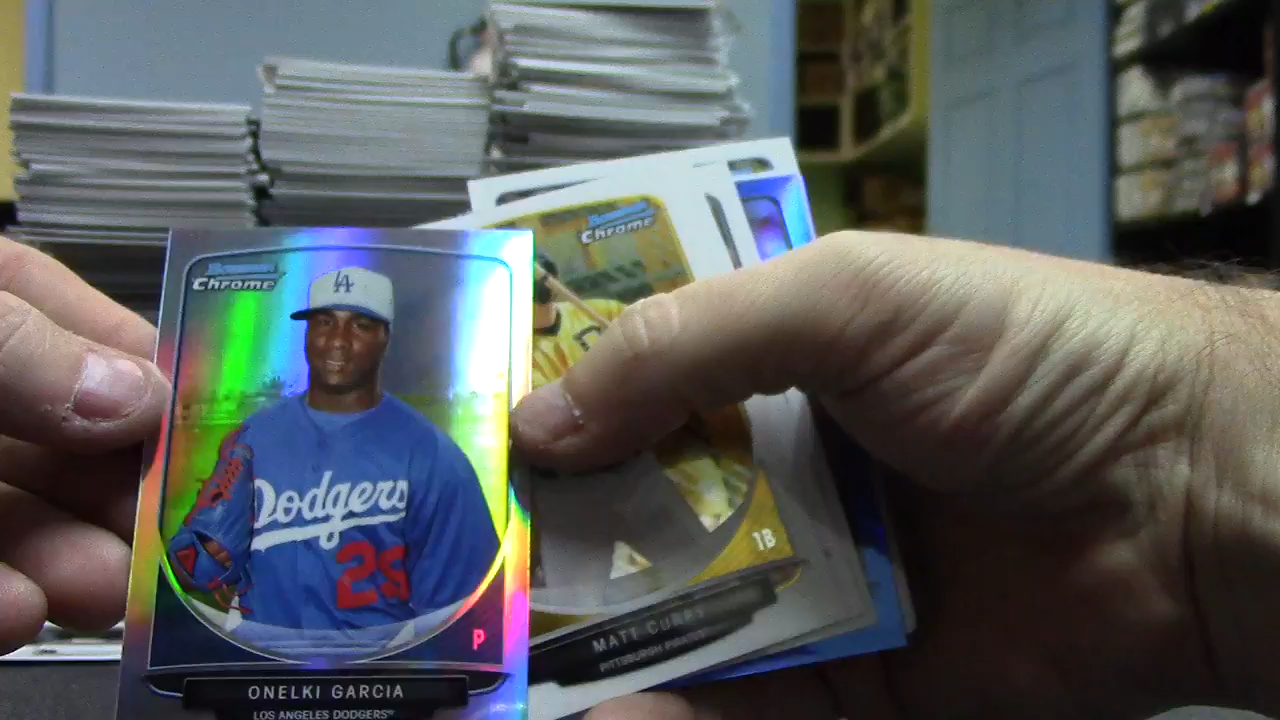 BOWMAN
Chrome
LA
Dodgers
25
P
ONELKI GARCIA
LOS ANGELES DODGERS
BOWMAN
Chrome
1B
MATT CURRY
PITTSBURGH PIRATES